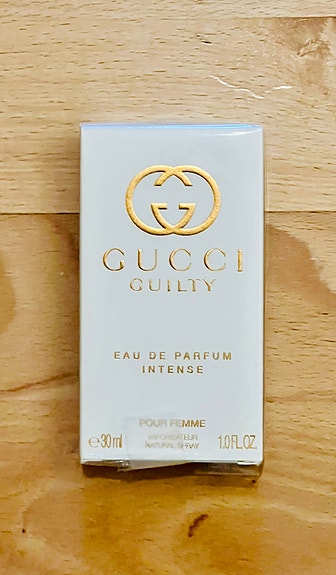 GUCCI
GUILTY
EAU DE PARFUM
INTENSE
POUR FEMME
℮30 ml VAPORISATEUR 1.0 FL.OZ.
NATURAL SPRAY